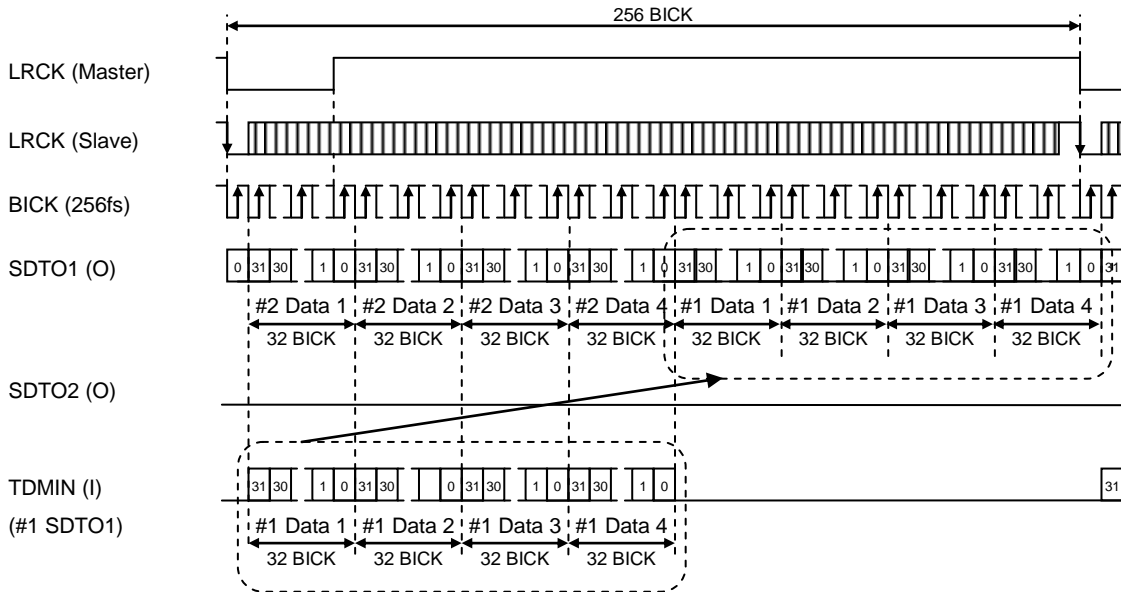 256 BICK
LRCK (Master)
LRCK (Slave)
BICK (256fs)
SDTO1 (O)
0 31 30 1 0 31 30 1 0 31 30 1 0 31 30 1 0 31 30 1 0 31 30 1 0 31 30 1 0 31 30 1 0 31
#2 Data 1 #2 Data 2 #2 Data 3 #2 Data 4 #1 Data 1 #1 Data 2 #1 Data 3 #1 Data 4
32 BICK 32 BICK 32 BICK 32 BICK 32 BICK 32 BICK 32 BICK 32 BICK
SDTO2 (O)
TDMIN (I)
31 30 1 0 31 30 0 31 30 1 0 31 30 1 0 31
(#1 SDTO1)
#1 Data 1 #1 Data 2 #1 Data 3 #1 Data 4
32 BICK 32 BICK 32 BICK 32 BICK